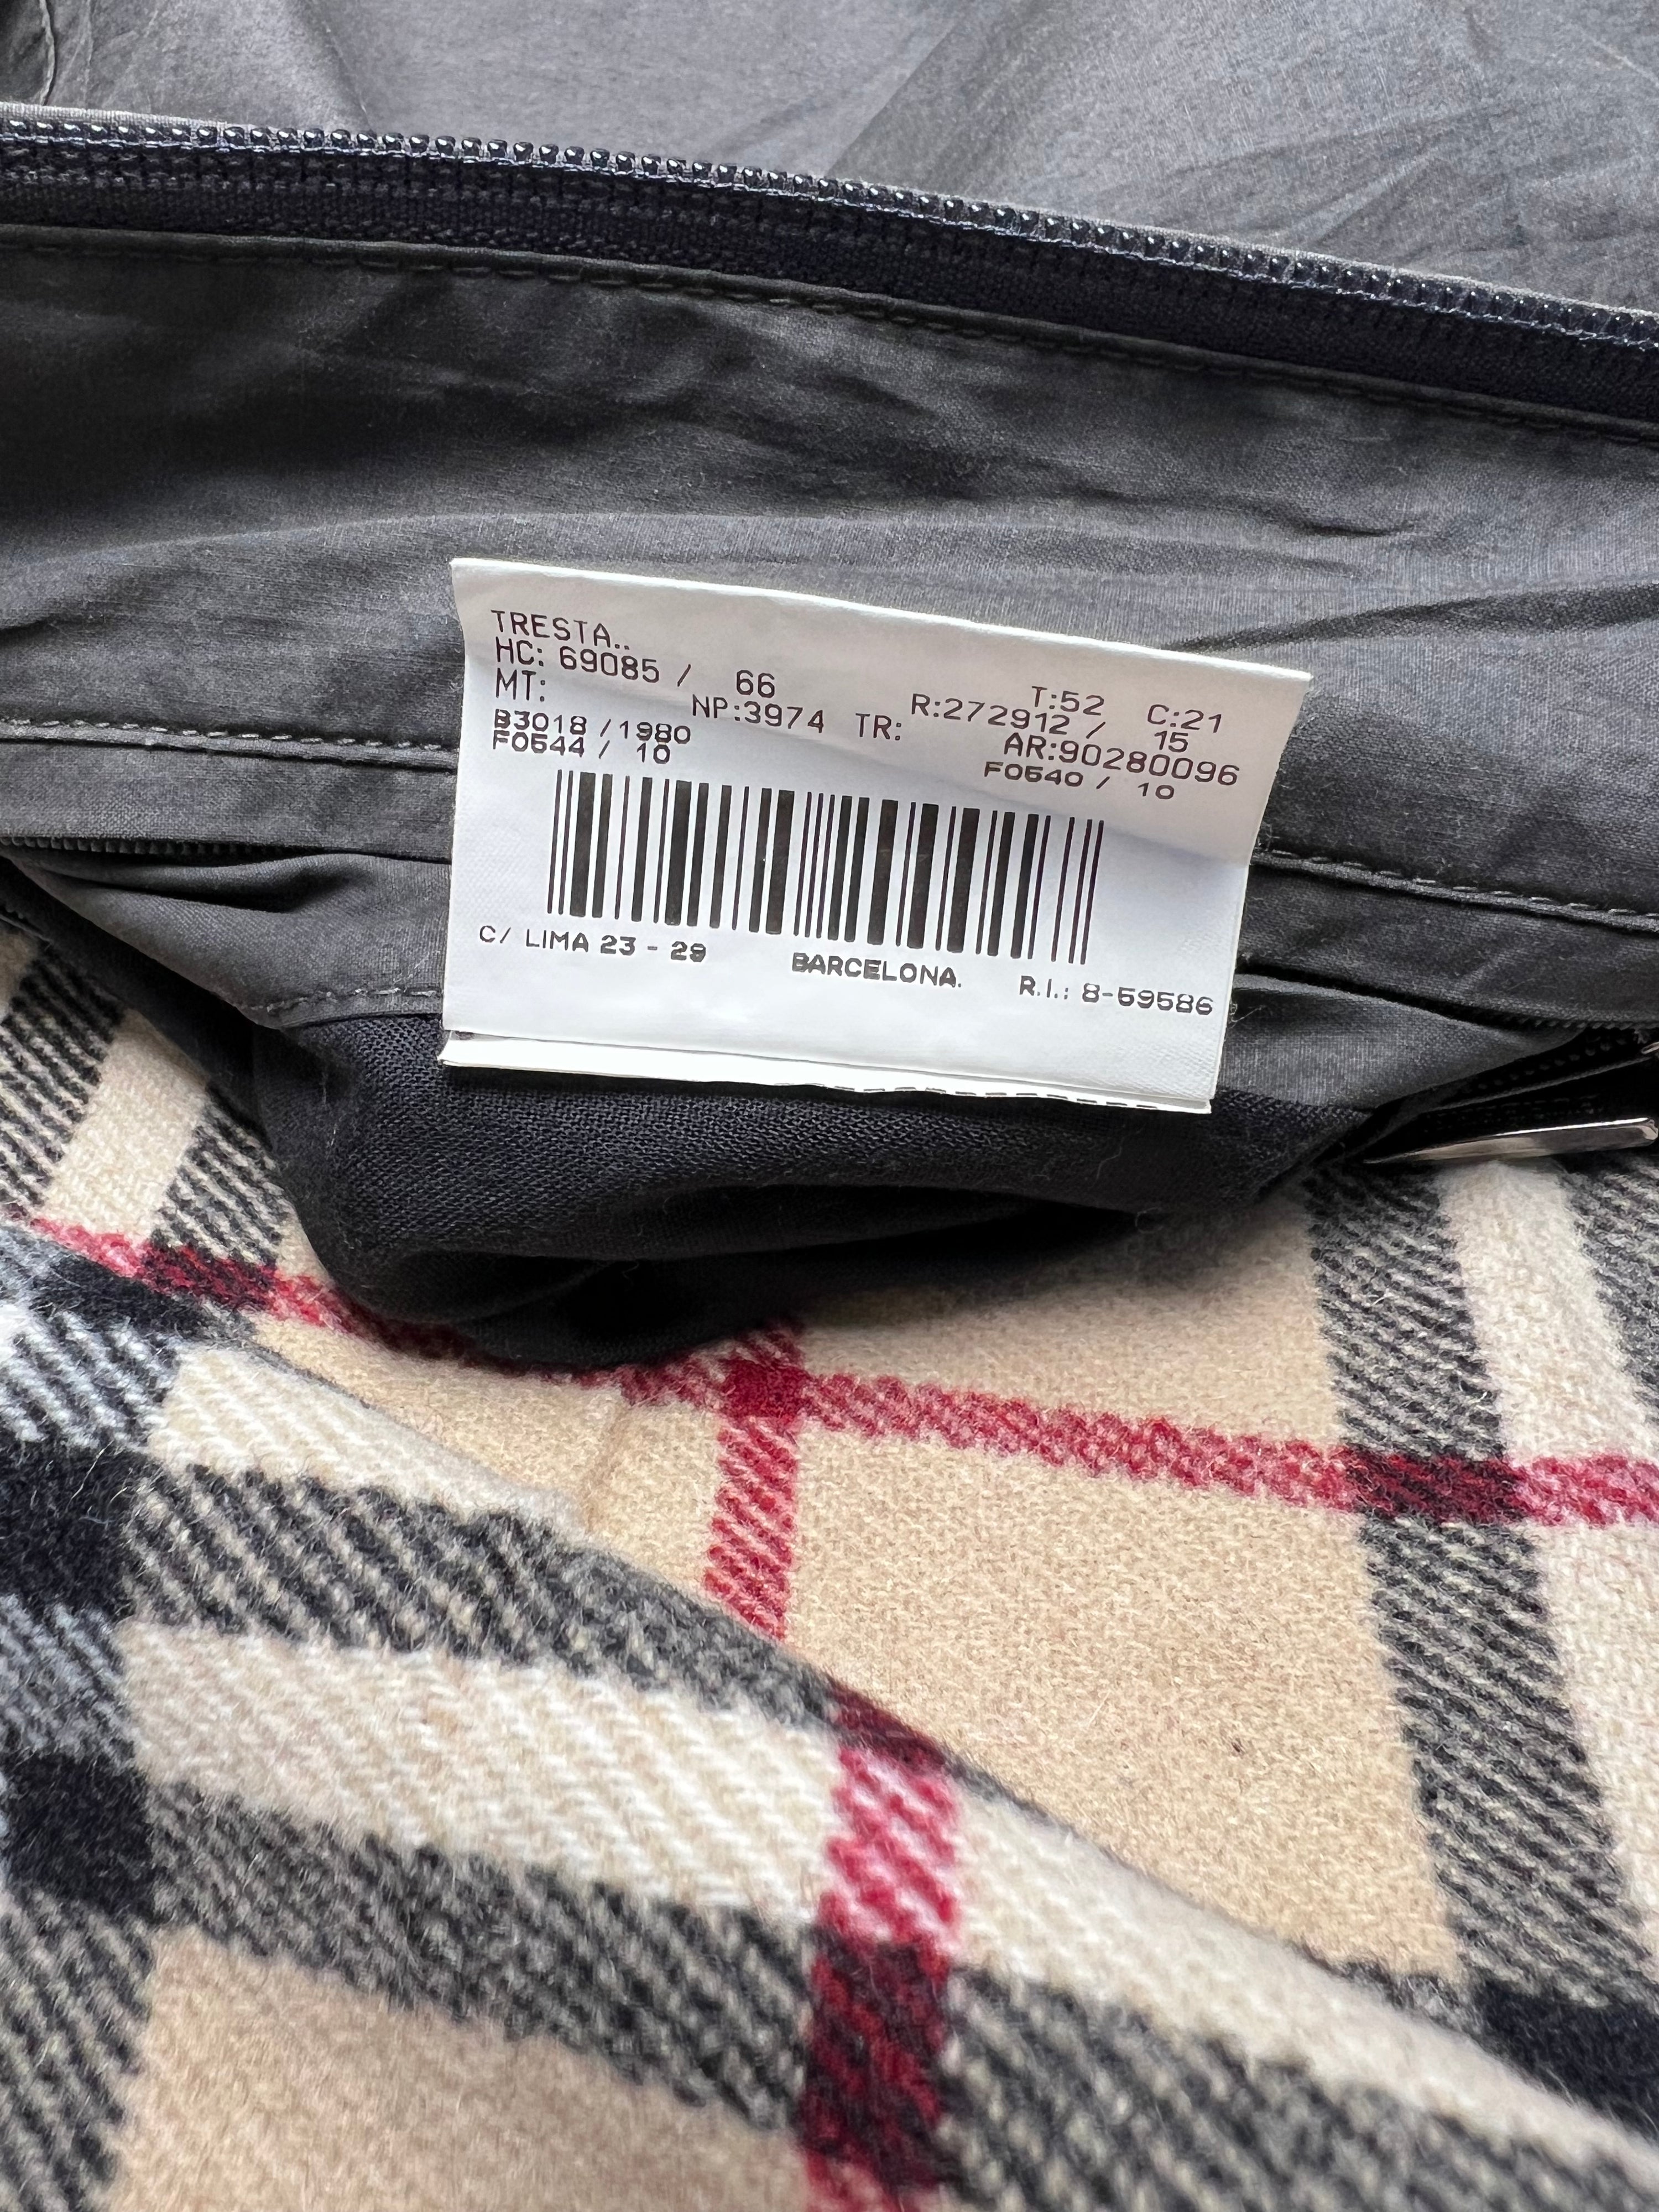 TRESTA..
HC: 69085 / 66 T:52 C:21
MT: NP:3974 TR: R:272912 / 15
B3018 /1980 AR:90280096
F0544 / 10 F0540 / 10
C/ LIMA 23 - 29 BARCELONA. R.I.: 8-59586